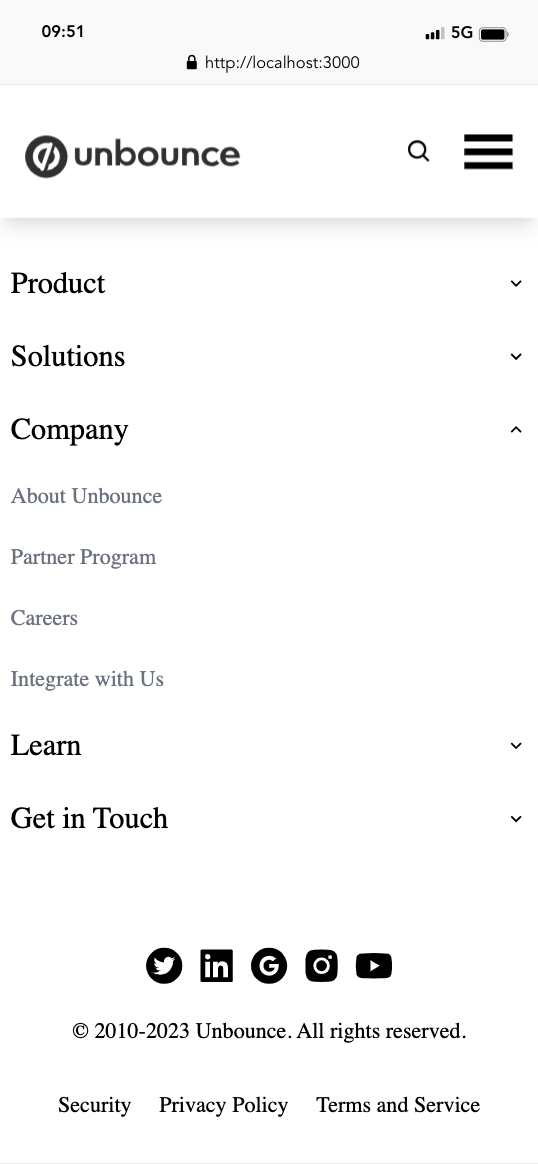 09:51
5G
http://localhost:3000
unbounce
Product
Solutions
Company
About Unbounce
Partner Program
Careers
Integrate with Us
Learn
Get in Touch
in G
© 2010-2023 Unbounce. All rights reserved.
Security Privacy Policy Terms and Service